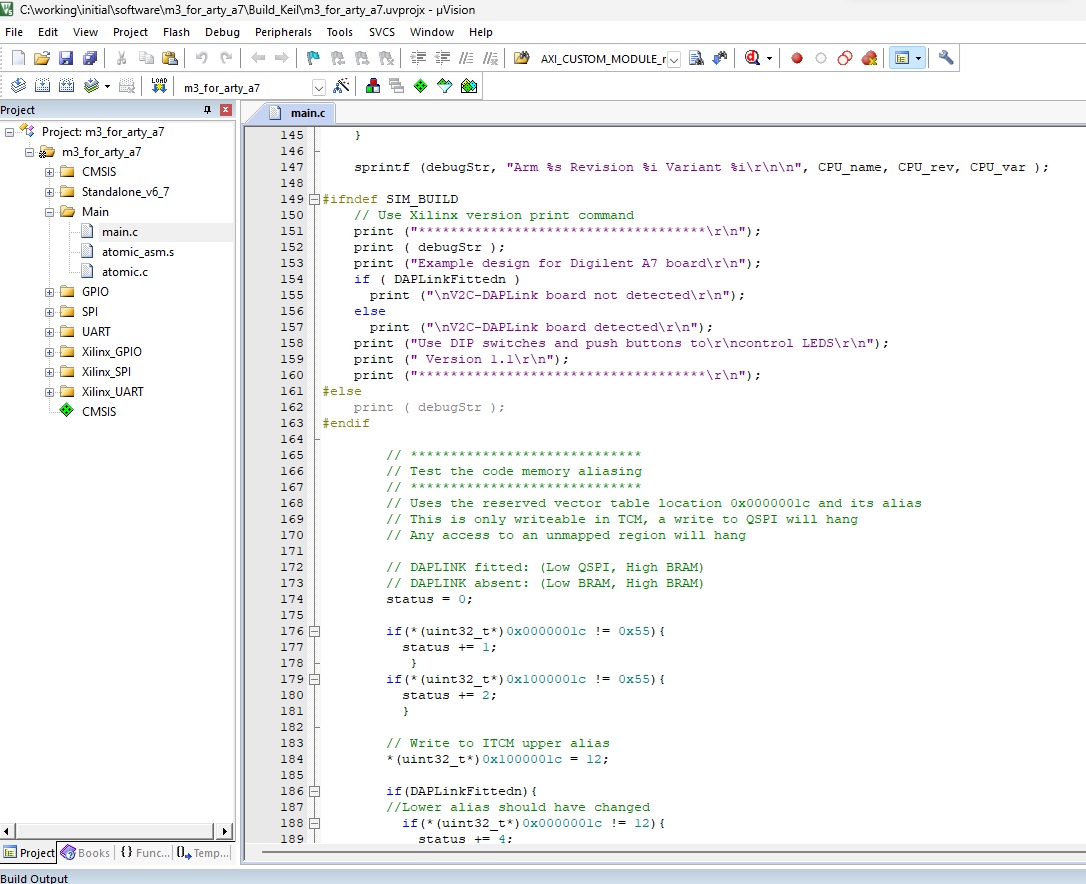 C:\working\initial\software\m3_for_arty_a7\Build_Keil\m3_for_arty_a7.uvprojx - µVision
File Edit View Project Flash Debug Peripherals Tools SVCS Window Help
AXI_CUSTOM_MODULE_r
LOAD m3_for_arty_a7
Project
main.c
Project: m3_for_arty_a7
m3_for_arty_a7
CMSIS
Standalone_v6_7
Main
main.c
atomic_asm.s
atomic.c
GPIO
SPI
UART
Xilinx_GPIO
Xilinx_SPI
Xilinx_UART
CMSIS
145 }
146
147 sprintf (debugStr, "Arm %s Revision %i Variant %i\r\n\n", CPU_name, CPU_rev, CPU_var );
148
149 #ifndef SIM_BUILD
150 // Use Xilinx version print command
151 print ("************************************\r\n");
152 print ( debugStr );
153 print ("Example design for Digilent A7 board\r\n");
154 if ( DAPLinkFittedn )
155 print ("\nV2C-DAPLink board not detected\r\n");
156 else
157 print ("\nV2C-DAPLink board detected\r\n");
158 print ("Use DIP switches and push buttons to\r\ncontrol LEDS\r\n");
159 print (" Version 1.1\r\n");
160 print ("************************************\r\n");
161 #else
162 print ( debugStr );
163 #endif
164
165 // *****************************
166 // Test the code memory aliasing
167 // *****************************
168 // Uses the reserved vector table location 0x0000001c and its alias
169 // This is only writeable in TCM, a write to QSPI will hang
170 // Any access to an unmapped region will hang
171
172 // DAPLINK fitted: (Low QSPI, High BRAM)
173 // DAPLINK absent: (Low BRAM, High BRAM)
174 status = 0;
175
176 if(*(uint32_t*)0x0000001c != 0x55){
177 status += 1;
178 }
179 if(*(uint32_t*)0x1000001c != 0x55){
180 status += 2;
181 }
182
183 // Write to ITCM upper alias
184 *(uint32_t*)0x1000001c = 12;
185
186 if(DAPLinkFittedn){
187 //Lower alias should have changed
188 if(*(uint32_t*)0x0000001c != 12){
189 status += 4;
Project Books {} Func... Temp...
Build Output